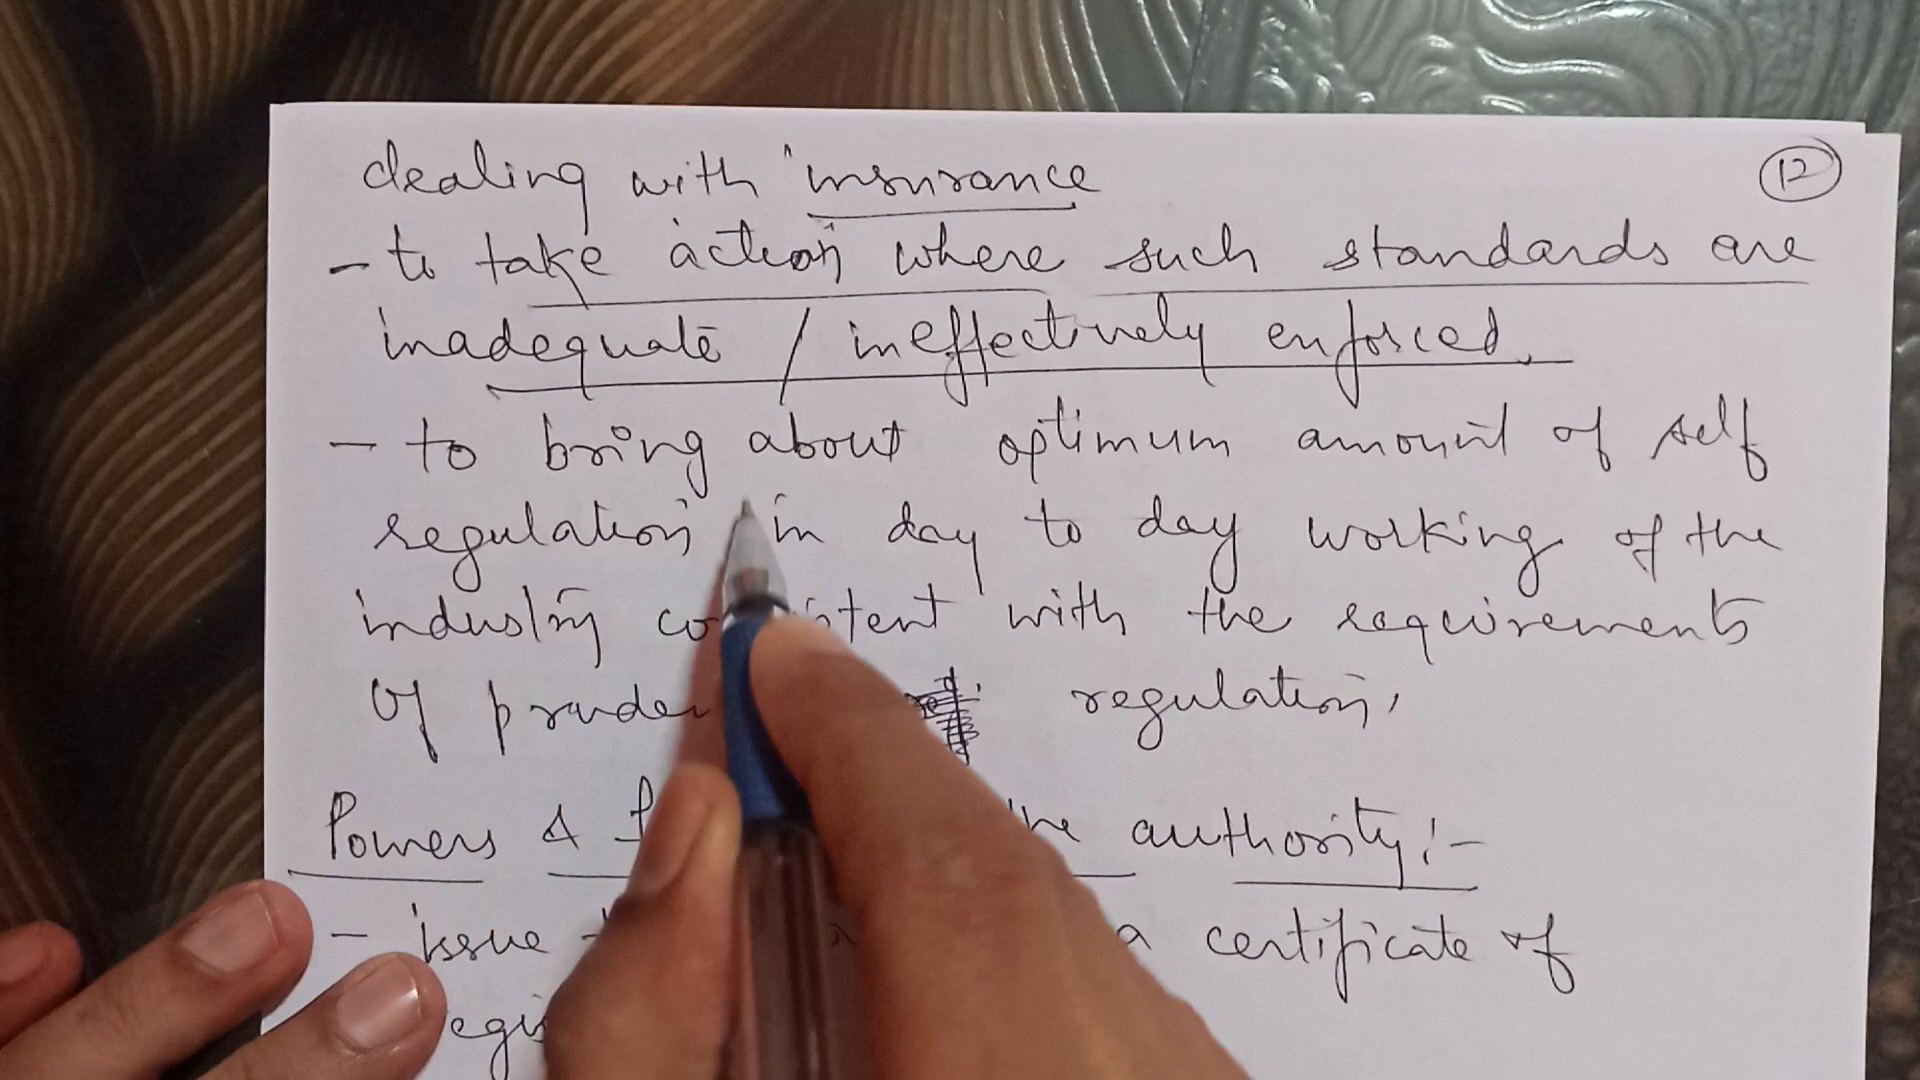 dealing with insurance
12
- to take action where such standards are
inadequate / ineffectively enforced.
- to bring about optimum amount of self
regulation in day to day working of the
industry with the requirements
of regulation,
Powers & the authority:-
- issue a certificate of